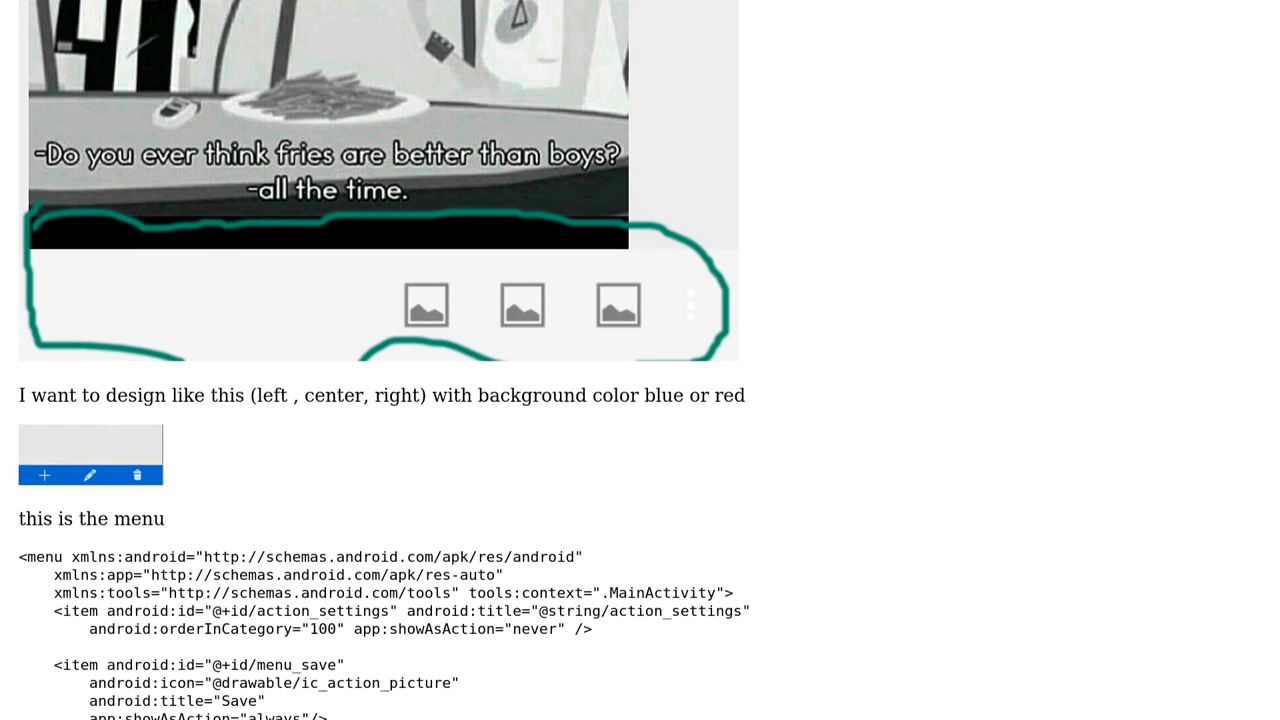 -Do you ever think fries are better than boys?
-all the time.
I want to design like this (left , center, right) with background color blue or red
this is the menu
<menu xmlns:android="http://schemas.android.com/apk/res/android"
    xmlns:app="http://schemas.android.com/apk/res-auto"
    xmlns:tools="http://schemas.android.com/tools" tools:context=".MainActivity">
    <item android:id="@+id/action_settings" android:title="@string/action_settings"
        android:orderInCategory="100" app:showAsAction="never" />
    <item android:id="@+id/menu_save"
        android:icon="@drawable/ic_action_picture"
        android:title="Save"
        app:showAsAction="always"/>